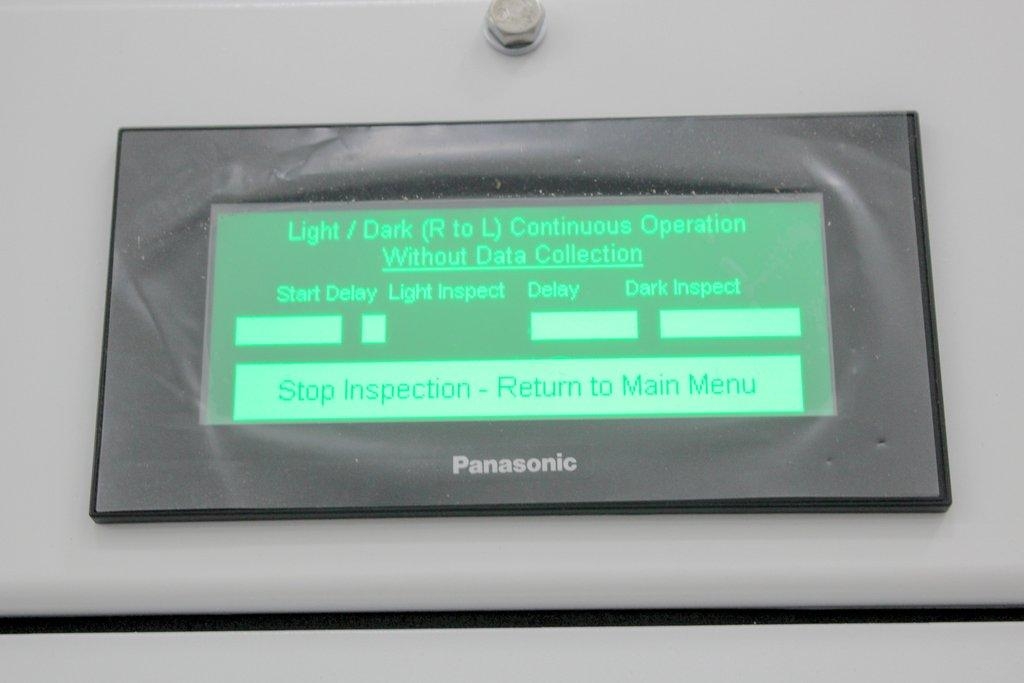 Light / Dark (R to L) Continuous Operation
Without Data Collection
Start Delay Light Inspect Delay Dark Inspect
Stop Inspection - Return to Main Menu
Panasonic